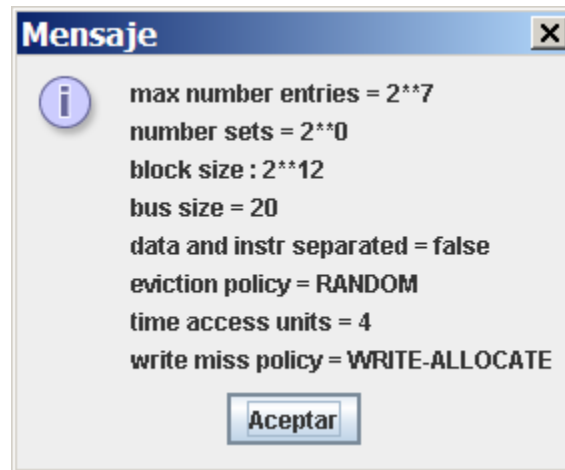 Mensaje
max number entries = 2**7
number sets = 2**0
block size : 2**12
bus size = 20
data and instr separated = false
eviction policy = RANDOM
time access units = 4
write miss policy = WRITE-ALLOCATE
Aceptar